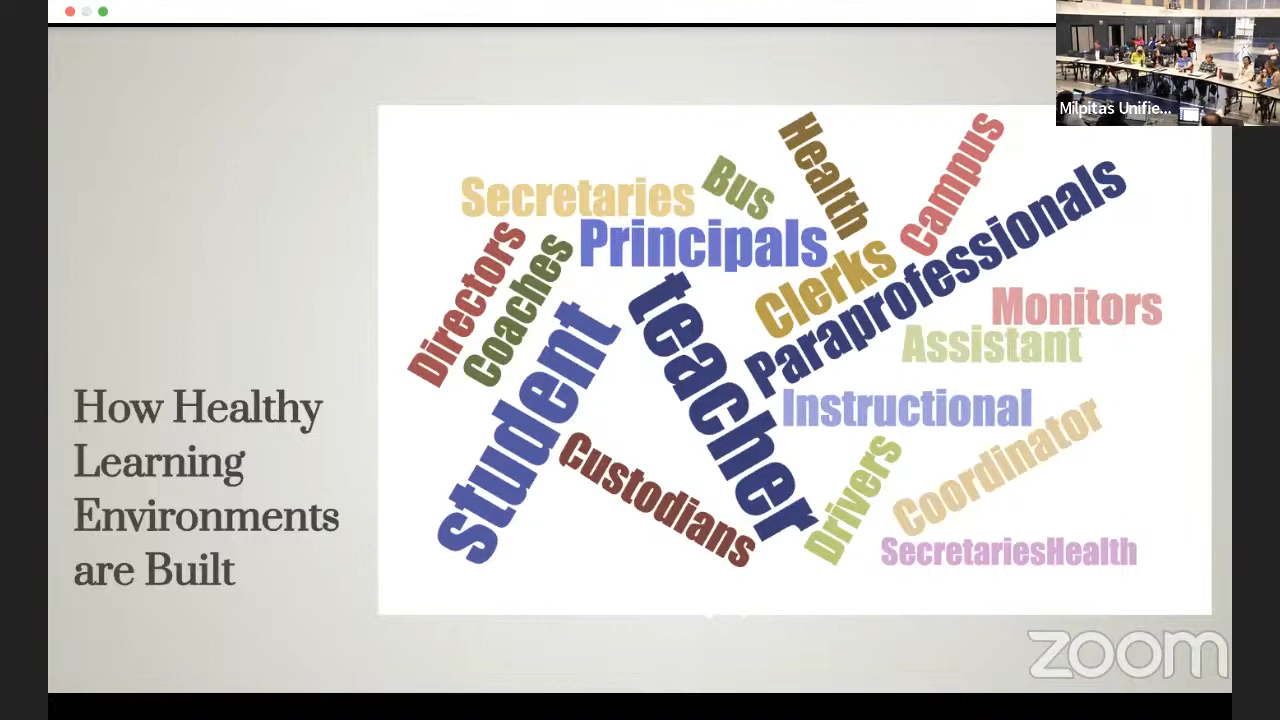 Milpitas Unifie...
Health
Campus
Bus
Secretaries
Paraprofessionals
Principals
Directors
Coaches
Clerks
teacher
Monitors
student
Assistant
Instructional
How Healthy
Learning
Environments
are Built
Custodians
Coordinator
Drivers
SecretariesHealth
zoom